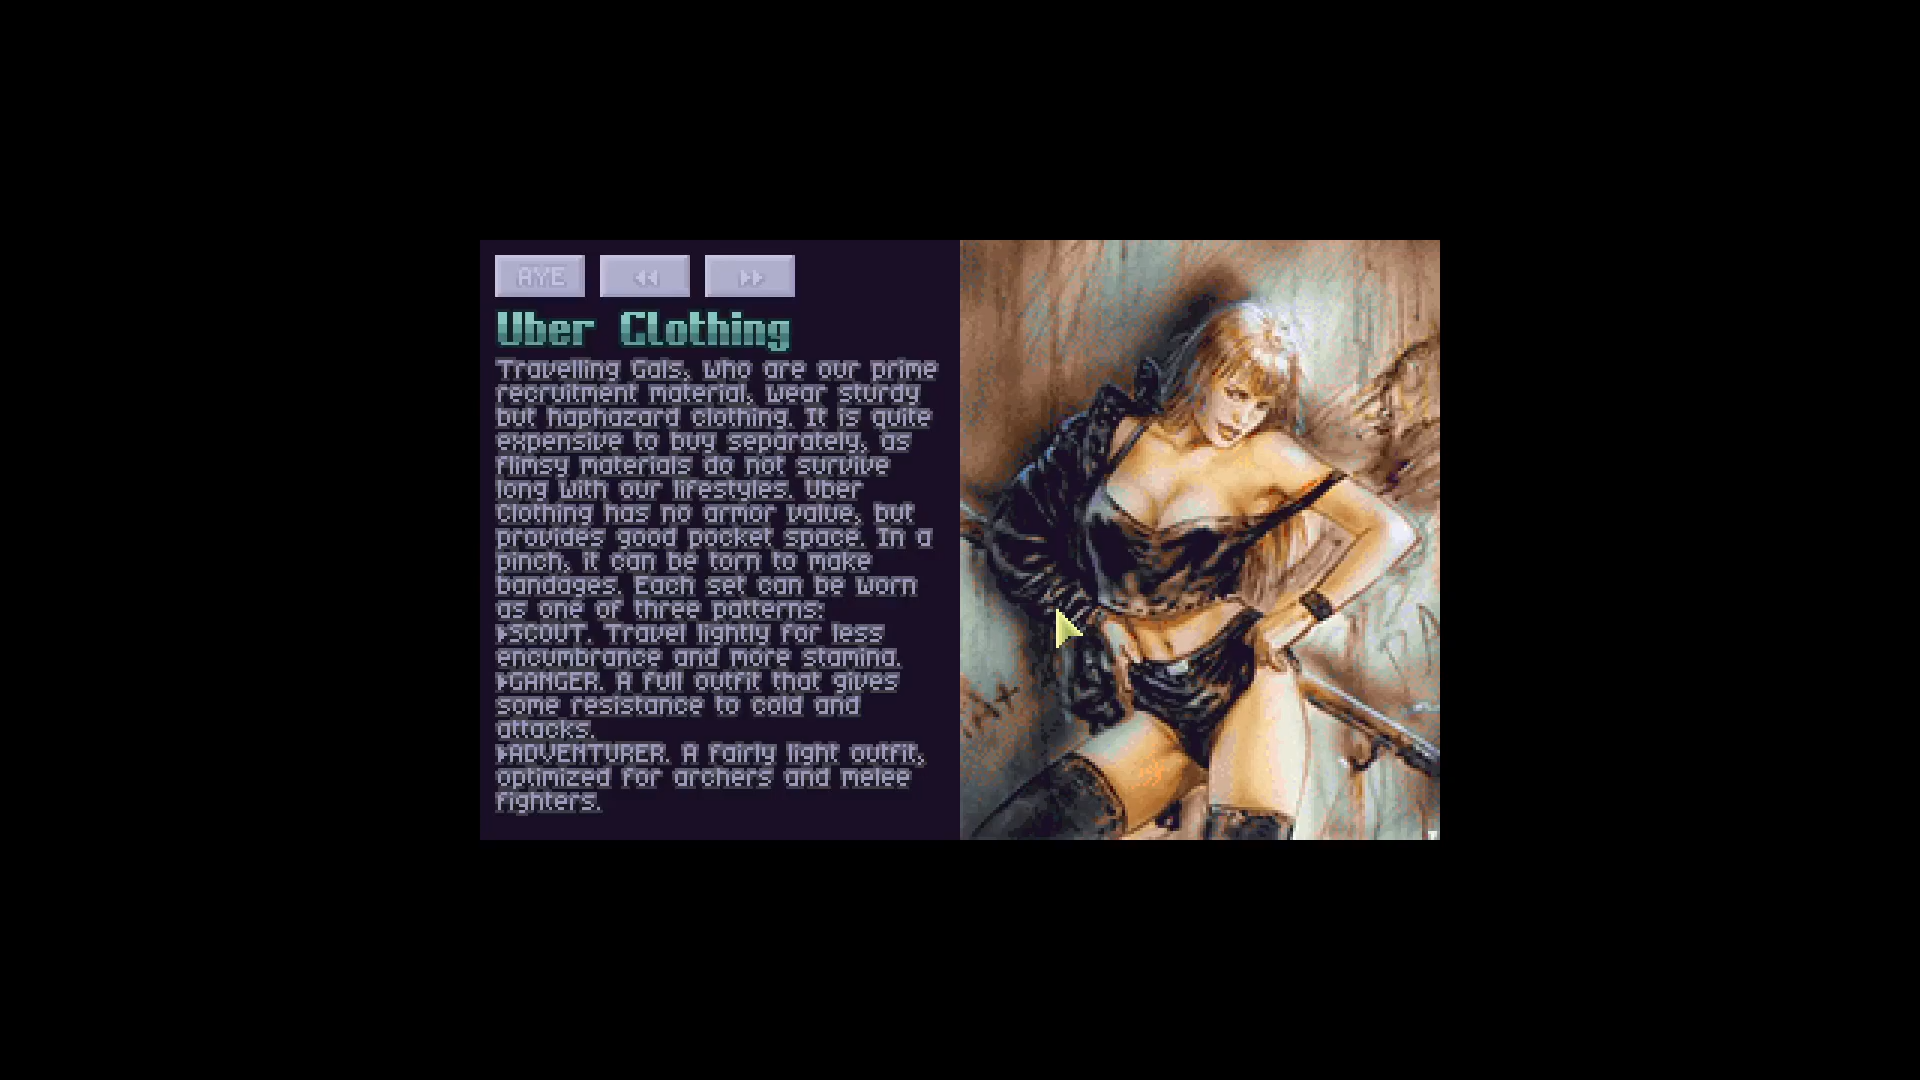 AYE
Uber Clothing
Travelling Gals, who are our prime
recruitment material, wear sturdy
but haphazard clothing. It is quite
expensive to buy separately, as
flimsy materials do not survive
long with our lifestyles. Uber
Clothing has no armor value, but
provides good pocket space. In a
pinch, it can be torn to make
bandages. Each set can be worn
as one of three patterns:
▸SCOUT. Travel lightly for less
encumbrance and more stamina.
▸GANGER. A full outfit that gives
some resistance to cold and
attacks.
▸ADVENTURER. A fairly light outfit,
optimized for archers and melee
fighters.